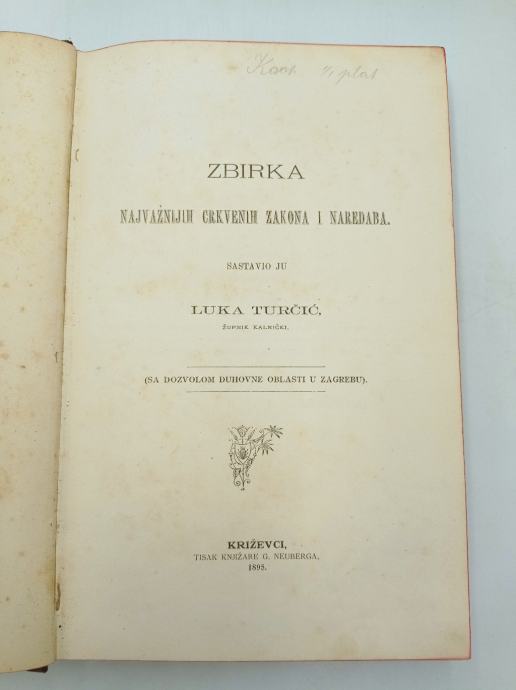 ZBIRKA
NAJVAŽNIJIH CRKVENIH ZAKONA I NAREDABA.
SASTAVIO JU
LUKA TURČIĆ,
ŽUPNIK KALNIČKI.
(SA DOZVOLOM DUHOVNE OBLASTI U ZAGREBU).
KRIŽEVCI,
TISAK KNJIŽARE G. NEUBERGA,
1895.